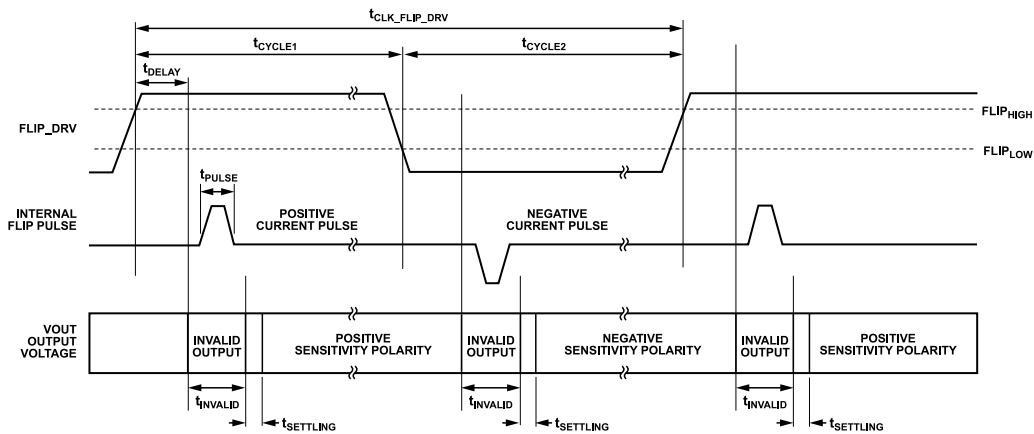 tCLK_FLIP_DRV
tCYCLE1
tCYCLE2
tDELAY
FLIP_DRV
FLIPHIGH
FLIPLOW
tPULSE
INTERNAL
FLIP PULSE
POSITIVE
CURRENT PULSE
NEGATIVE
CURRENT PULSE
VOUT
OUTPUT
VOLTAGE
INVALID
OUTPUT
POSITIVE
SENSITIVITY POLARITY
INVALID
OUTPUT
NEGATIVE
SENSITIVITY POLARITY
INVALID
OUTPUT
POSITIVE
SENSITIVITY POLARITY
tINVALID
tINVALID
tINVALID
tSETTLING
tSETTLING
tSETTLING